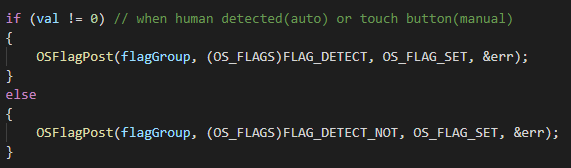 if (val != 0) // when human detected(auto) or touch button(manual)
{
    OSFlagPost(flagGroup, (OS_FLAGS)FLAG_DETECT, OS_FLAG_SET, &err);
}
else
{
    OSFlagPost(flagGroup, (OS_FLAGS)FLAG_DETECT_NOT, OS_FLAG_SET, &err);
}